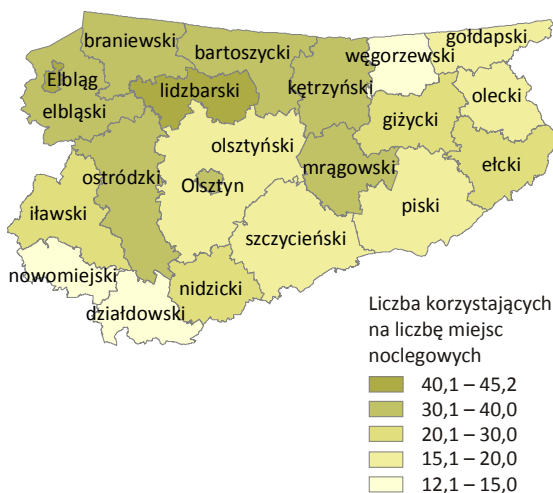 gołdapski
braniewski
bartoszycki
węgorzewski
Elbląg
lidzbarski
kętrzyński
olecki
elbląski
giżycki
olsztyński
ostródzki
mrągowski
ełcki
Olsztyn
iławski
piski
szczycieński
nowomiejski
nidzicki
działdowski
Liczba korzystających
na liczbę miejsc
noclegowych
40,1 – 45,2
30,1 – 40,0
20,1 – 30,0
15,1 – 20,0
12,1 – 15,0